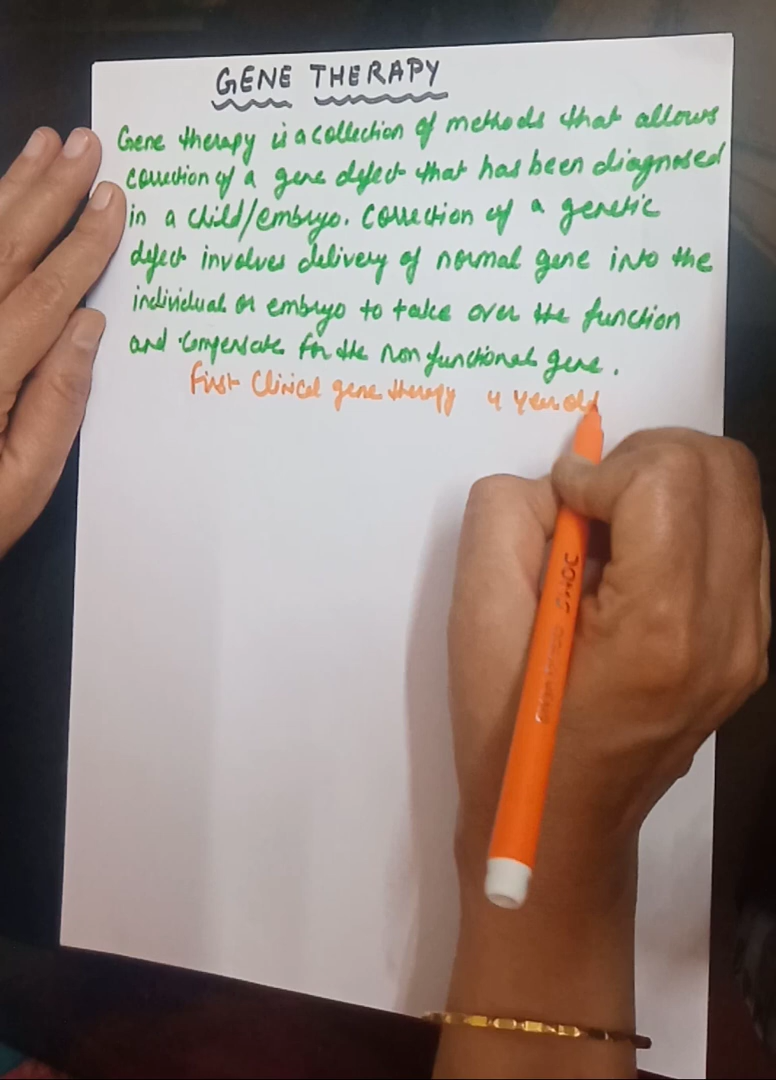 GENE THERAPY
Gene therapy is a collection of methods that allows
correction of a gene defect that has been diagnosed
in a child/embryo. Correction of a genetic
defect involves delivery of normal gene into the
individual or embryo to take over the function
and compensate for the non functional gene.
First Clinical gene therapy 4 Year old